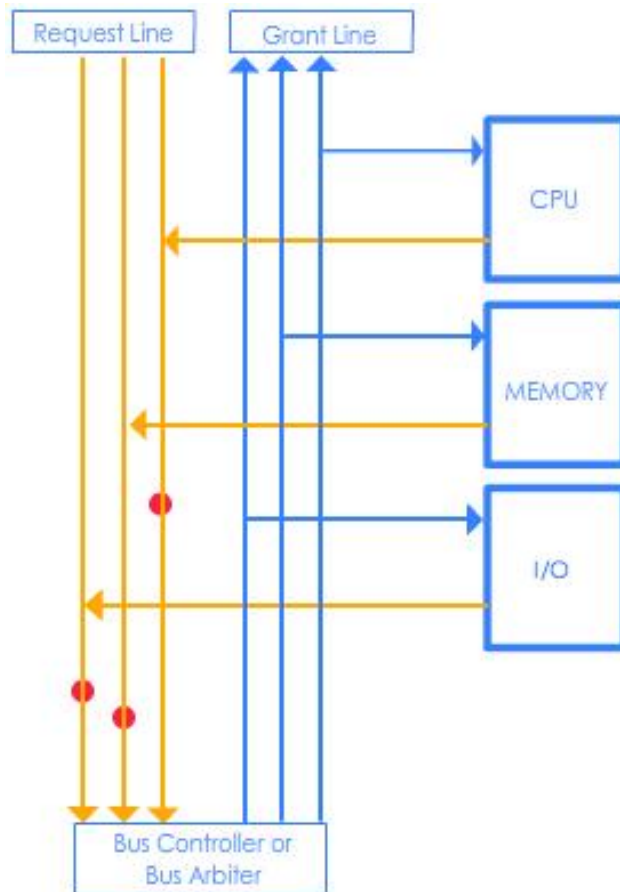 Request Line
Grant Line
CPU
MEMORY
I/O
Bus Controller or
Bus Arbiter